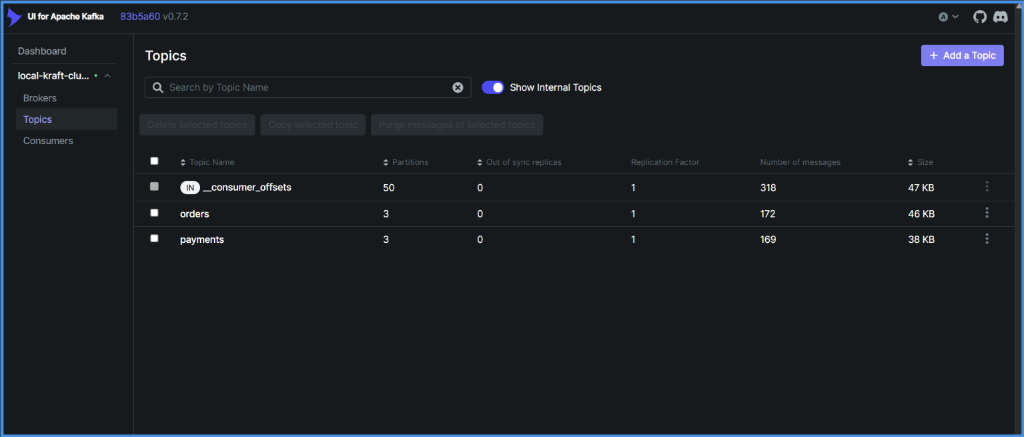 UI for Apache Kafka 83b5a60 v0.7.2 A
Dashboard
local-kraft-clu...
Brokers
Topics
Consumers
Topics
+ Add a Topic
Search by Topic Name
Show Internal Topics
Delete selected topics Copy selected topic Purge messages of selected topics
Topic Name Partitions Out of sync replicas Replication Factor Number of messages Size
IN __consumer_offsets 50 0 1 318 47 KB
orders 3 0 1 172 46 KB
payments 3 0 1 169 38 KB